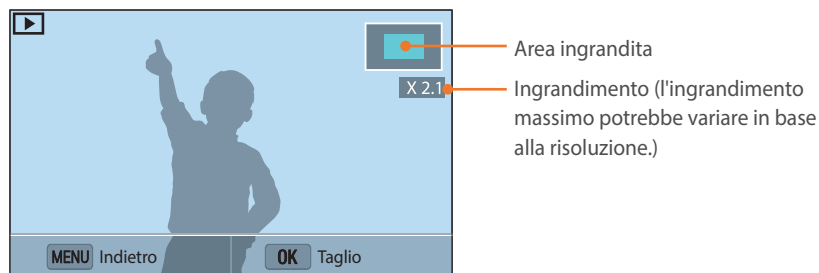 Area ingrandita
X 2.1
Ingrandimento (l'ingrandimento
massimo potrebbe variare in base
alla risoluzione.)
MENU Indietro
OK Taglio